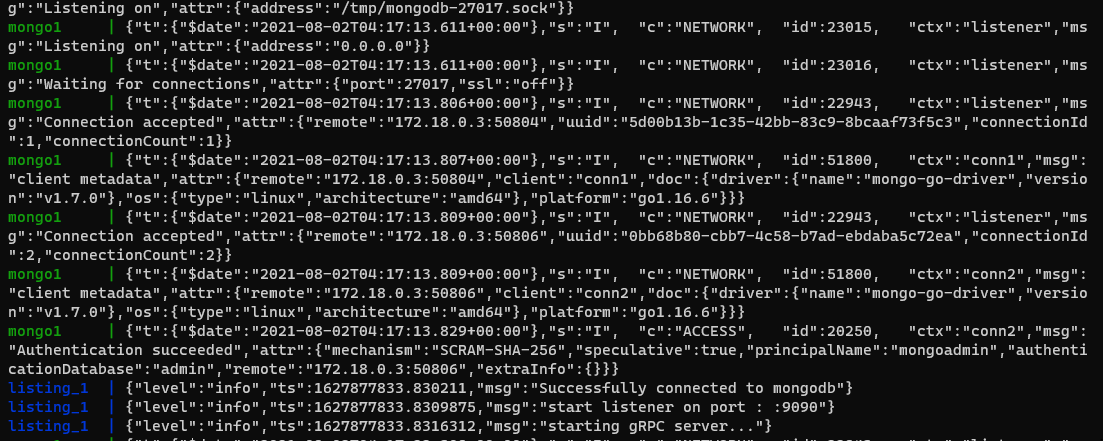 g":"Listening on","attr":{"address":"/tmp/mongodb-27017.sock"}}
mongo1     | {"t":{"$date":"2021-08-02T04:17:13.611+00:00"},"s":"I",  "c":"NETWORK",  "id":23015,   "ctx":"listener","ms
g":"Listening on","attr":{"address":"0.0.0.0"}}
mongo1     | {"t":{"$date":"2021-08-02T04:17:13.611+00:00"},"s":"I",  "c":"NETWORK",  "id":23016,   "ctx":"listener","ms
g":"Waiting for connections","attr":{"port":27017,"ssl":"off"}}
mongo1     | {"t":{"$date":"2021-08-02T04:17:13.806+00:00"},"s":"I",  "c":"NETWORK",  "id":22943,   "ctx":"listener","ms
g":"Connection accepted","attr":{"remote":"172.18.0.3:50804","uuid":"5d00b13b-1c35-42bb-83c9-8bcaaf73f5c3","connectionId
":1,"connectionCount":1}}
mongo1     | {"t":{"$date":"2021-08-02T04:17:13.807+00:00"},"s":"I",  "c":"NETWORK",  "id":51800,   "ctx":"conn1","msg":
"client metadata","attr":{"remote":"172.18.0.3:50804","client":"conn1","doc":{"driver":{"name":"mongo-go-driver","versio
n":"v1.7.0"},"os":{"type":"linux","architecture":"amd64"},"platform":"go1.16.6"}}}
mongo1     | {"t":{"$date":"2021-08-02T04:17:13.809+00:00"},"s":"I",  "c":"NETWORK",  "id":22943,   "ctx":"listener","ms
g":"Connection accepted","attr":{"remote":"172.18.0.3:50806","uuid":"0bb68b80-cbb7-4c58-b7ad-ebdaba5c72ea","connectionId
":2,"connectionCount":2}}
mongo1     | {"t":{"$date":"2021-08-02T04:17:13.809+00:00"},"s":"I",  "c":"NETWORK",  "id":51800,   "ctx":"conn2","msg":
"client metadata","attr":{"remote":"172.18.0.3:50806","client":"conn2","doc":{"driver":{"name":"mongo-go-driver","versio
n":"v1.7.0"},"os":{"type":"linux","architecture":"amd64"},"platform":"go1.16.6"}}}
mongo1     | {"t":{"$date":"2021-08-02T04:17:13.829+00:00"},"s":"I",  "c":"ACCESS",   "id":20250,   "ctx":"conn2","msg":
"Authentication succeeded","attr":{"mechanism":"SCRAM-SHA-256","speculative":true,"principalName":"mongoadmin","authenti
cationDatabase":"admin","remote":"172.18.0.3:50806","extraInfo":{}}}
listing_1  | {"level":"info","ts":1627877833.830211,"msg":"Successfully connected to mongodb"}
listing_1  | {"level":"info","ts":1627877833.8309875,"msg":"start listener on port : :9090"}
listing_1  | {"level":"info","ts":1627877833.8316312,"msg":"starting gRPC server..."}